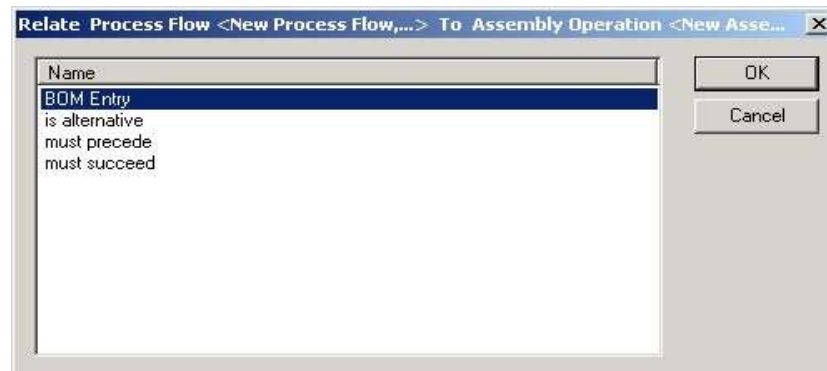 Relate Process Flow <New Process Flow,...> To Assembly Operation <New Asse...
Name
BOM Entry
is alternative
must precede
must succeed
OK
Cancel